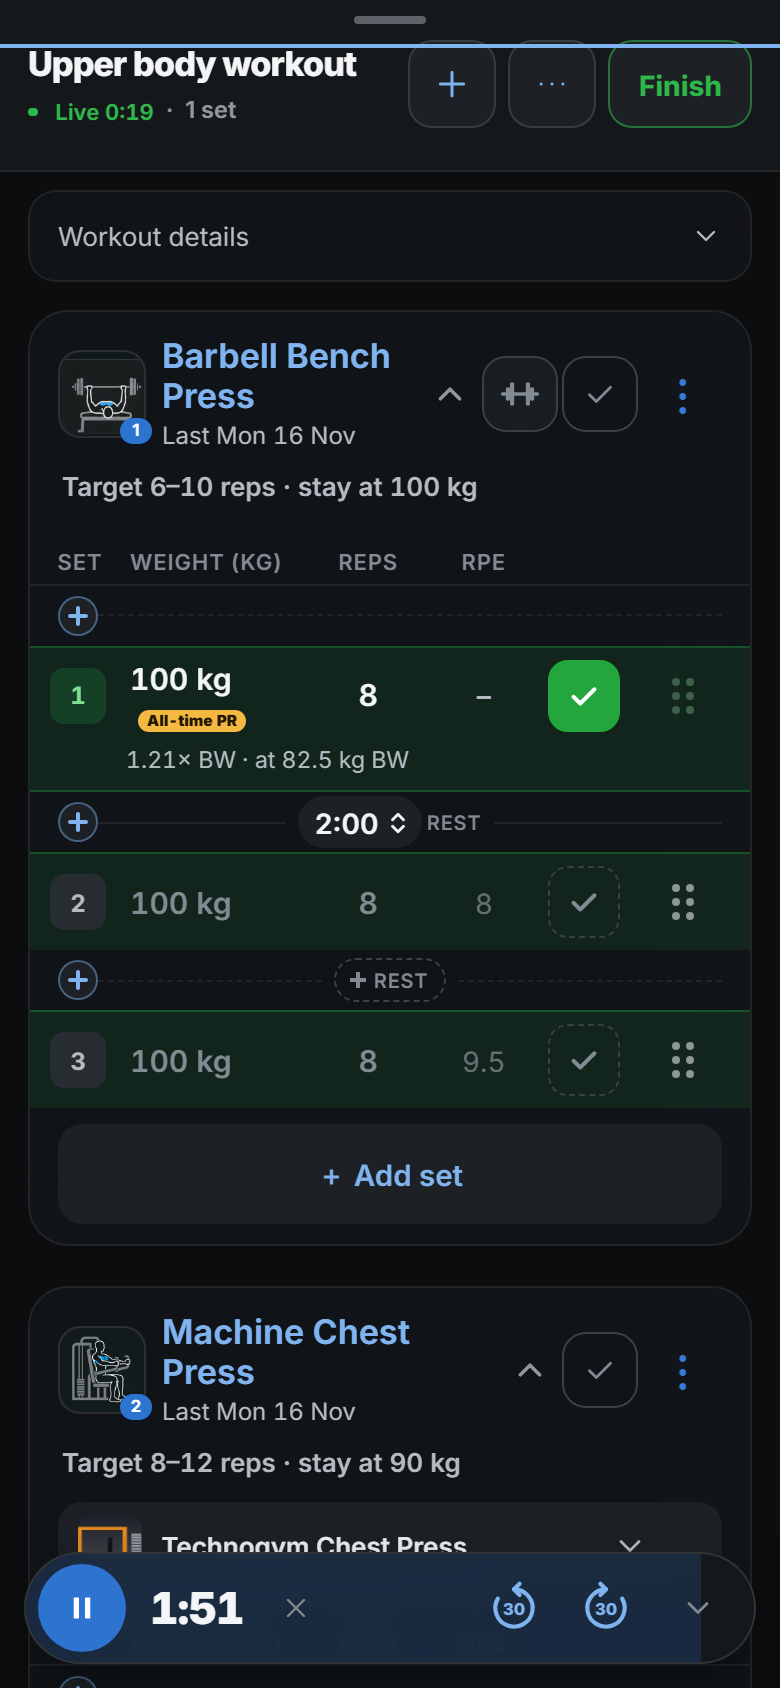 Upper body workout
Live 0:19 · 1 set
···
Finish
Workout details
Barbell Bench
Press
1
Last Mon 16 Nov
Target 6–10 reps · stay at 100 kg
SET WEIGHT (KG) REPS RPE
1 100 kg 8 –
All-time PR
1.21× BW · at 82.5 kg BW
2:00 REST
2 100 kg 8 8
+ REST
3 100 kg 8 9.5
+ Add set
Machine Chest
Press
2
Last Mon 16 Nov
Target 8–12 reps · stay at 90 kg
Technogym Chest Press
1:51 × 30 30